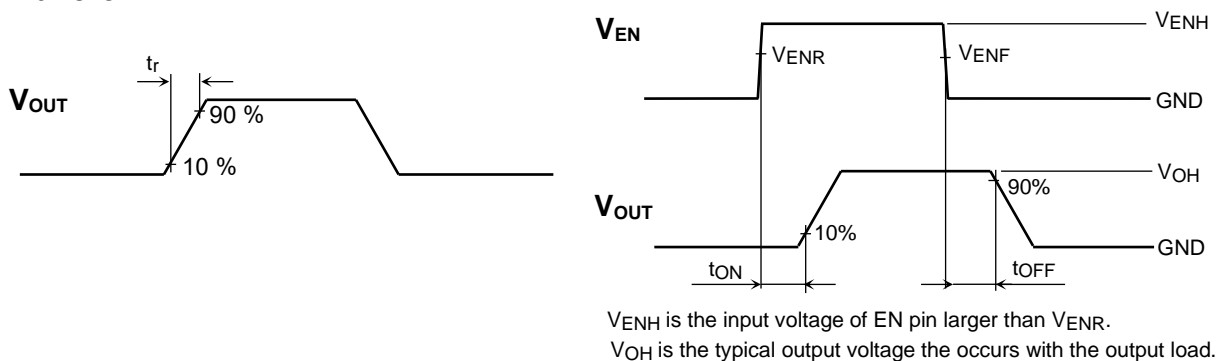 tr
VOUT
90 %
10 %
VEN
VENH
VENR
VENF
GND
VOH
90%
VOUT
10%
GND
tON
tOFF
VENH is the input voltage of EN pin larger than VENR.
VOH is the typical output voltage the occurs with the output load.